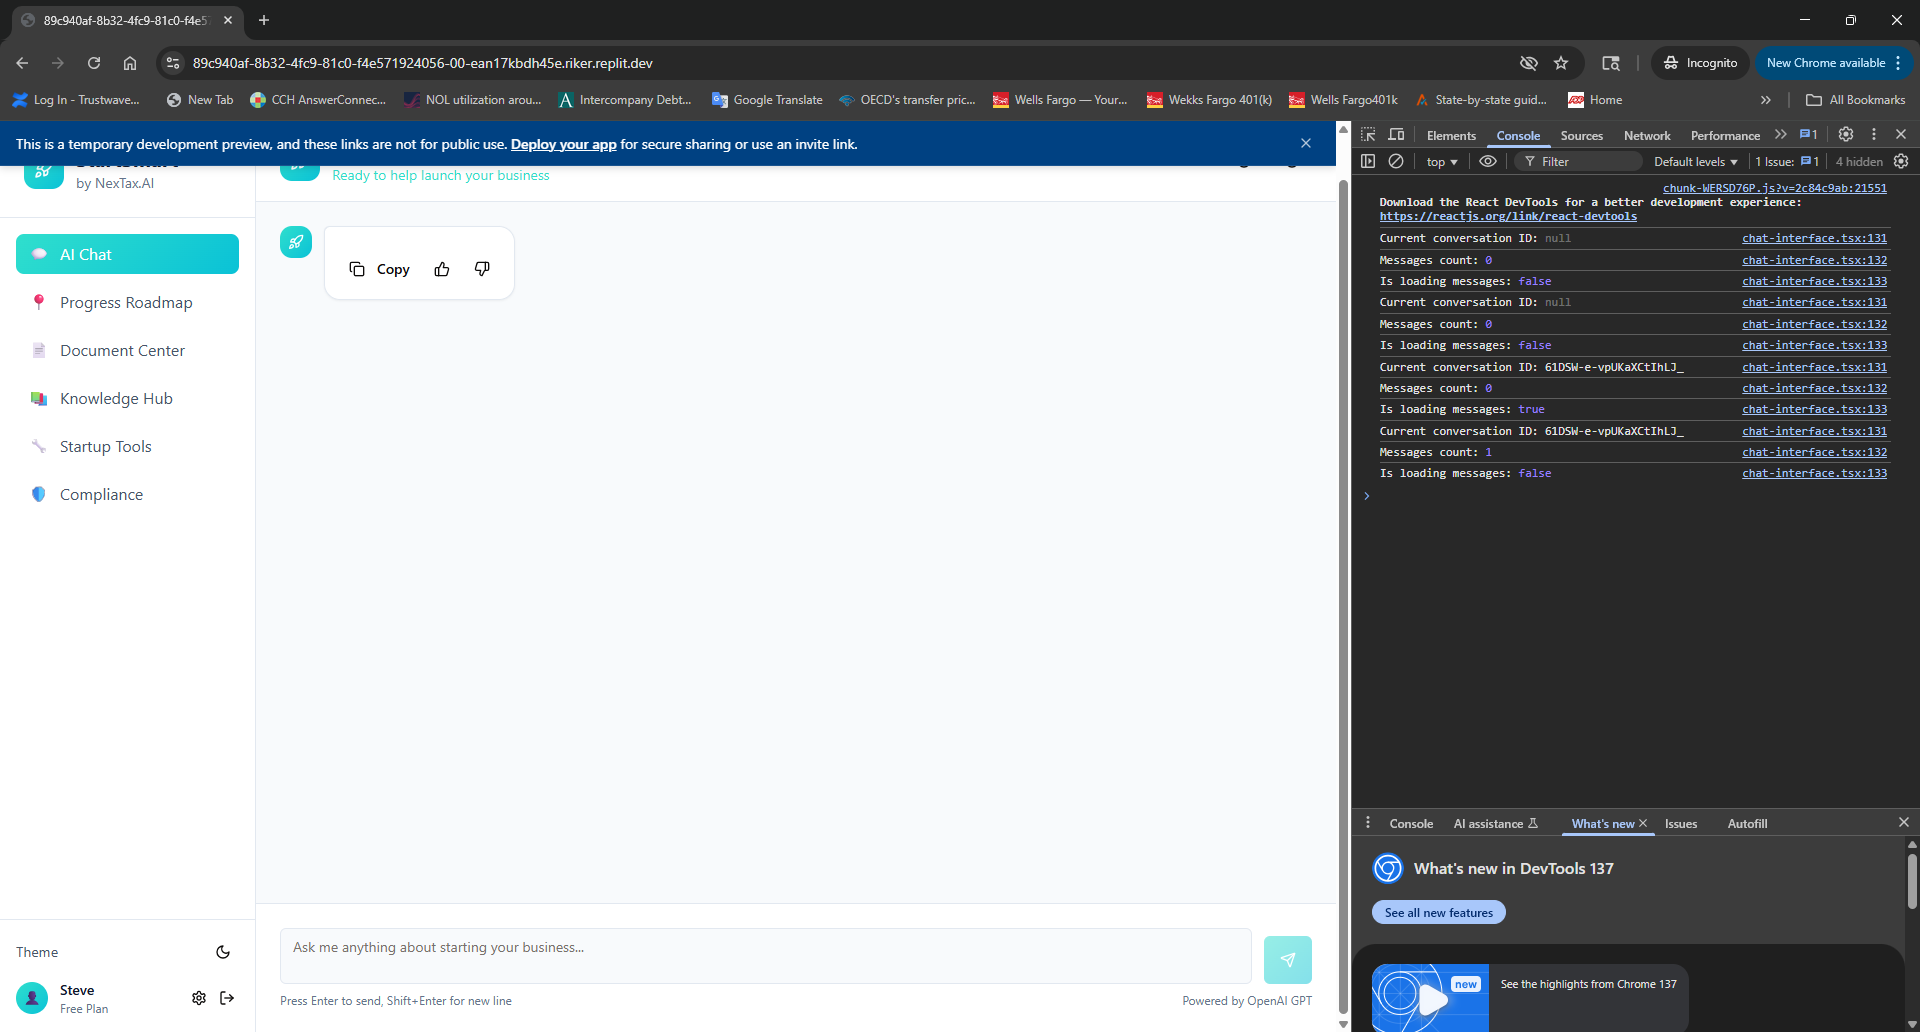 89c940af-8b32-4fc9-81c0-f4e57
89c940af-8b32-4fc9-81c0-f4e571924056-00-ean17kbdh45e.riker.replit.dev
Incognito
New Chrome available
Log In - Trustwave...
New Tab
CCH AnswerConnec...
NOL utilization arou...
Intercompany Debt...
Google Translate
OECD's transfer pric...
Wells Fargo — Your...
Wekks Fargo 401(k)
Wells Fargo401k
State-by-state guid...
Home
All Bookmarks
This is a temporary development preview, and these links are not for public use. Deploy your app for secure sharing or use an invite link.
by NexTax.AI
AI Chat
Progress Roadmap
Document Center
Knowledge Hub
Startup Tools
Compliance
Theme
Steve
Free Plan
Ready to help launch your business
Copy
Ask me anything about starting your business...
Press Enter to send, Shift+Enter for new line
Powered by OpenAI GPT
Elements
Console
Sources
Network
Performance
1
top
Filter
Default levels
1 Issue: 1
4 hidden
chunk-WERSD76P.js?v=2c84c9ab:21551
Download the React DevTools for a better development experience:
https://reactjs.org/link/react-devtools
Current conversation ID: null chat-interface.tsx:131
Messages count: 0 chat-interface.tsx:132
Is loading messages: false chat-interface.tsx:133
Current conversation ID: null chat-interface.tsx:131
Messages count: 0 chat-interface.tsx:132
Is loading messages: false chat-interface.tsx:133
Current conversation ID: 61DSW-e-vpUKaXCtIhLJ_ chat-interface.tsx:131
Messages count: 0 chat-interface.tsx:132
Is loading messages: true chat-interface.tsx:133
Current conversation ID: 61DSW-e-vpUKaXCtIhLJ_ chat-interface.tsx:131
Messages count: 1 chat-interface.tsx:132
Is loading messages: false chat-interface.tsx:133
Console
AI assistance
What's new
Issues
Autofill
What's new in DevTools 137
See all new features
new
See the highlights from Chrome 137